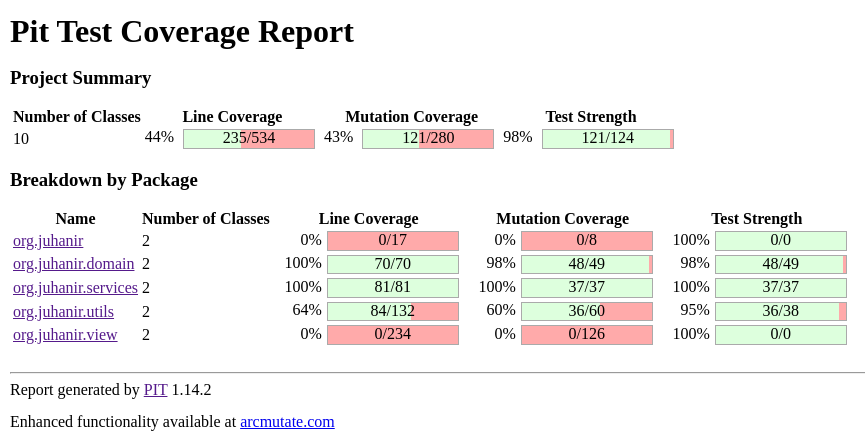 Pit Test Coverage Report
Project Summary
Number of Classes Line Coverage Mutation Coverage Test Strength
10 44% 235/534 43% 121/280 98% 121/124
Breakdown by Package
Name Number of Classes Line Coverage Mutation Coverage Test Strength
org.juhanir 2 0% 0/17 0% 0/8 100% 0/0
org.juhanir.domain 2 100% 70/70 98% 48/49 98% 48/49
org.juhanir.services 2 100% 81/81 100% 37/37 100% 37/37
org.juhanir.utils 2 64% 84/132 60% 36/60 95% 36/38
org.juhanir.view 2 0% 0/234 0% 0/126 100% 0/0
Report generated by PIT 1.14.2
Enhanced functionality available at arcmutate.com